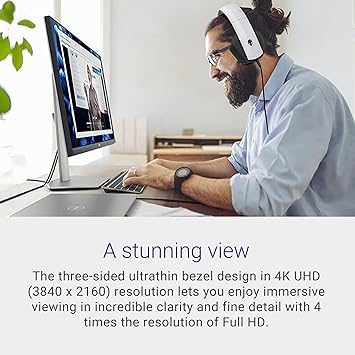 A stunning view
The three-sided ultrathin bezel design in 4K UHD
(3840 x 2160) resolution lets you enjoy immersive
viewing in incredible clarity and fine detail with 4
times the resolution of Full HD.